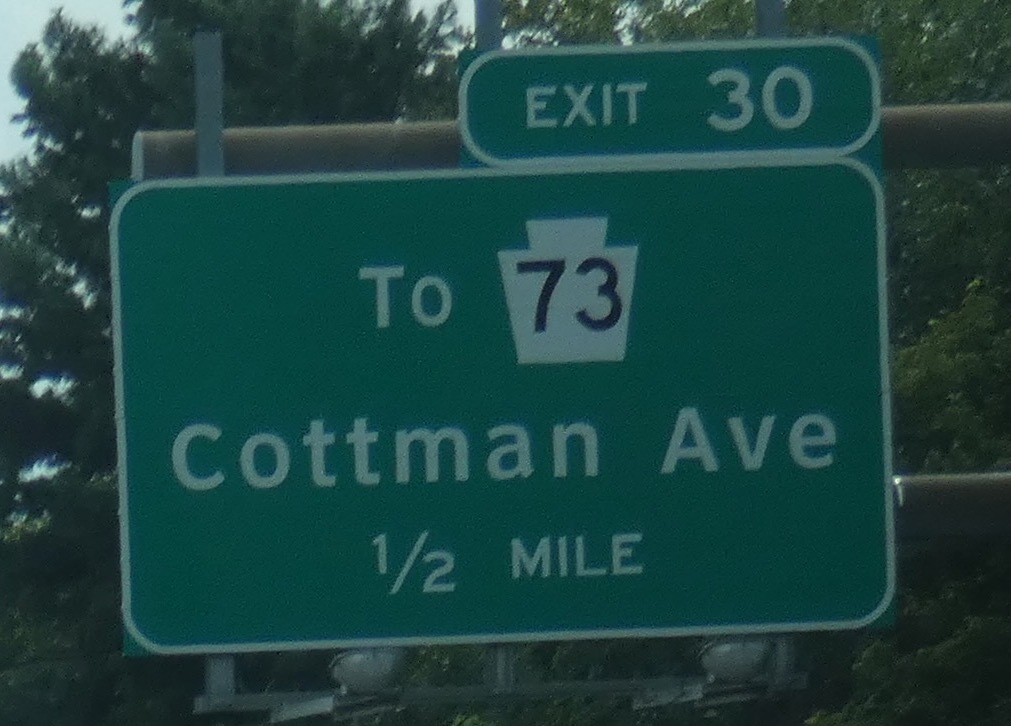 EXIT 30
To 73
Cottman Ave
1/2 MILE